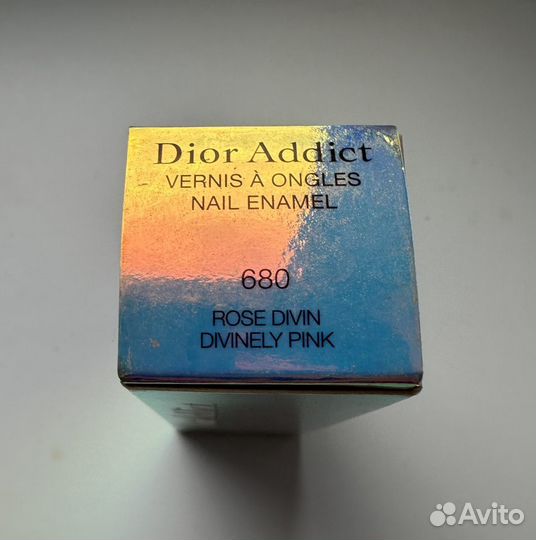 Dior Addict
VERNIS À ONGLES
NAIL ENAMEL
680
ROSE DIVIN
DIVINELY PINK
Avito